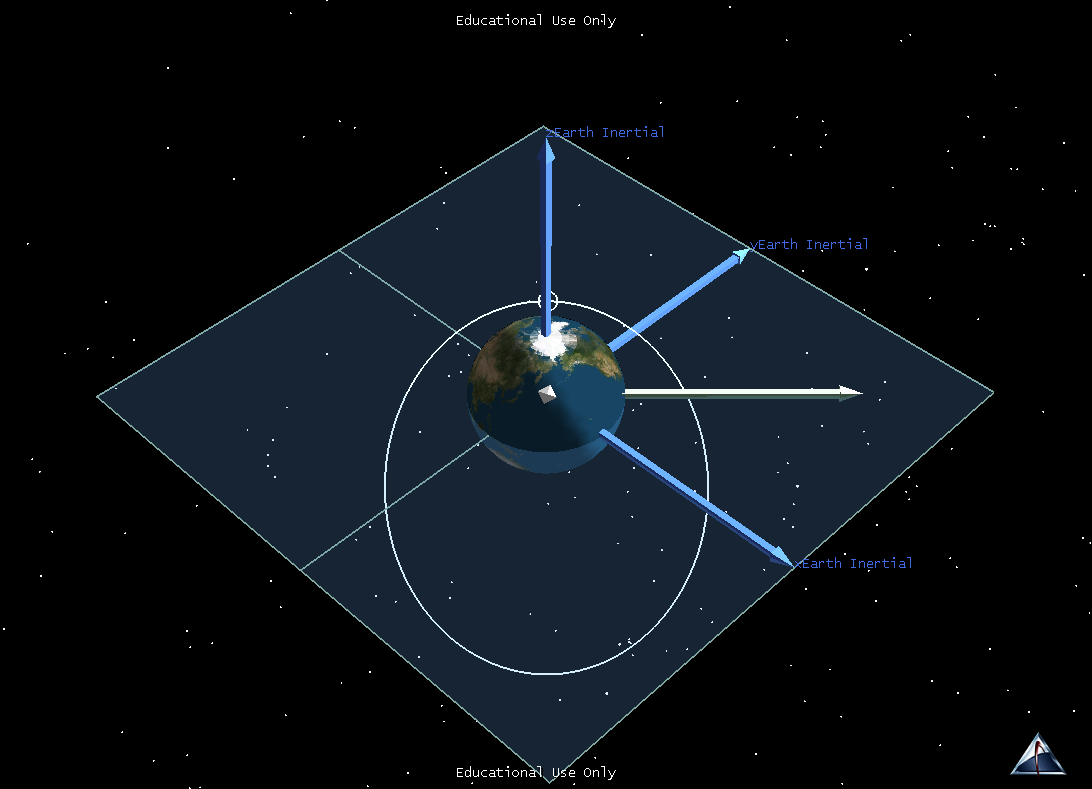 Educational Use Only
zEarth Inertial
yEarth Inertial
xEarth Inertial
Educational Use Only